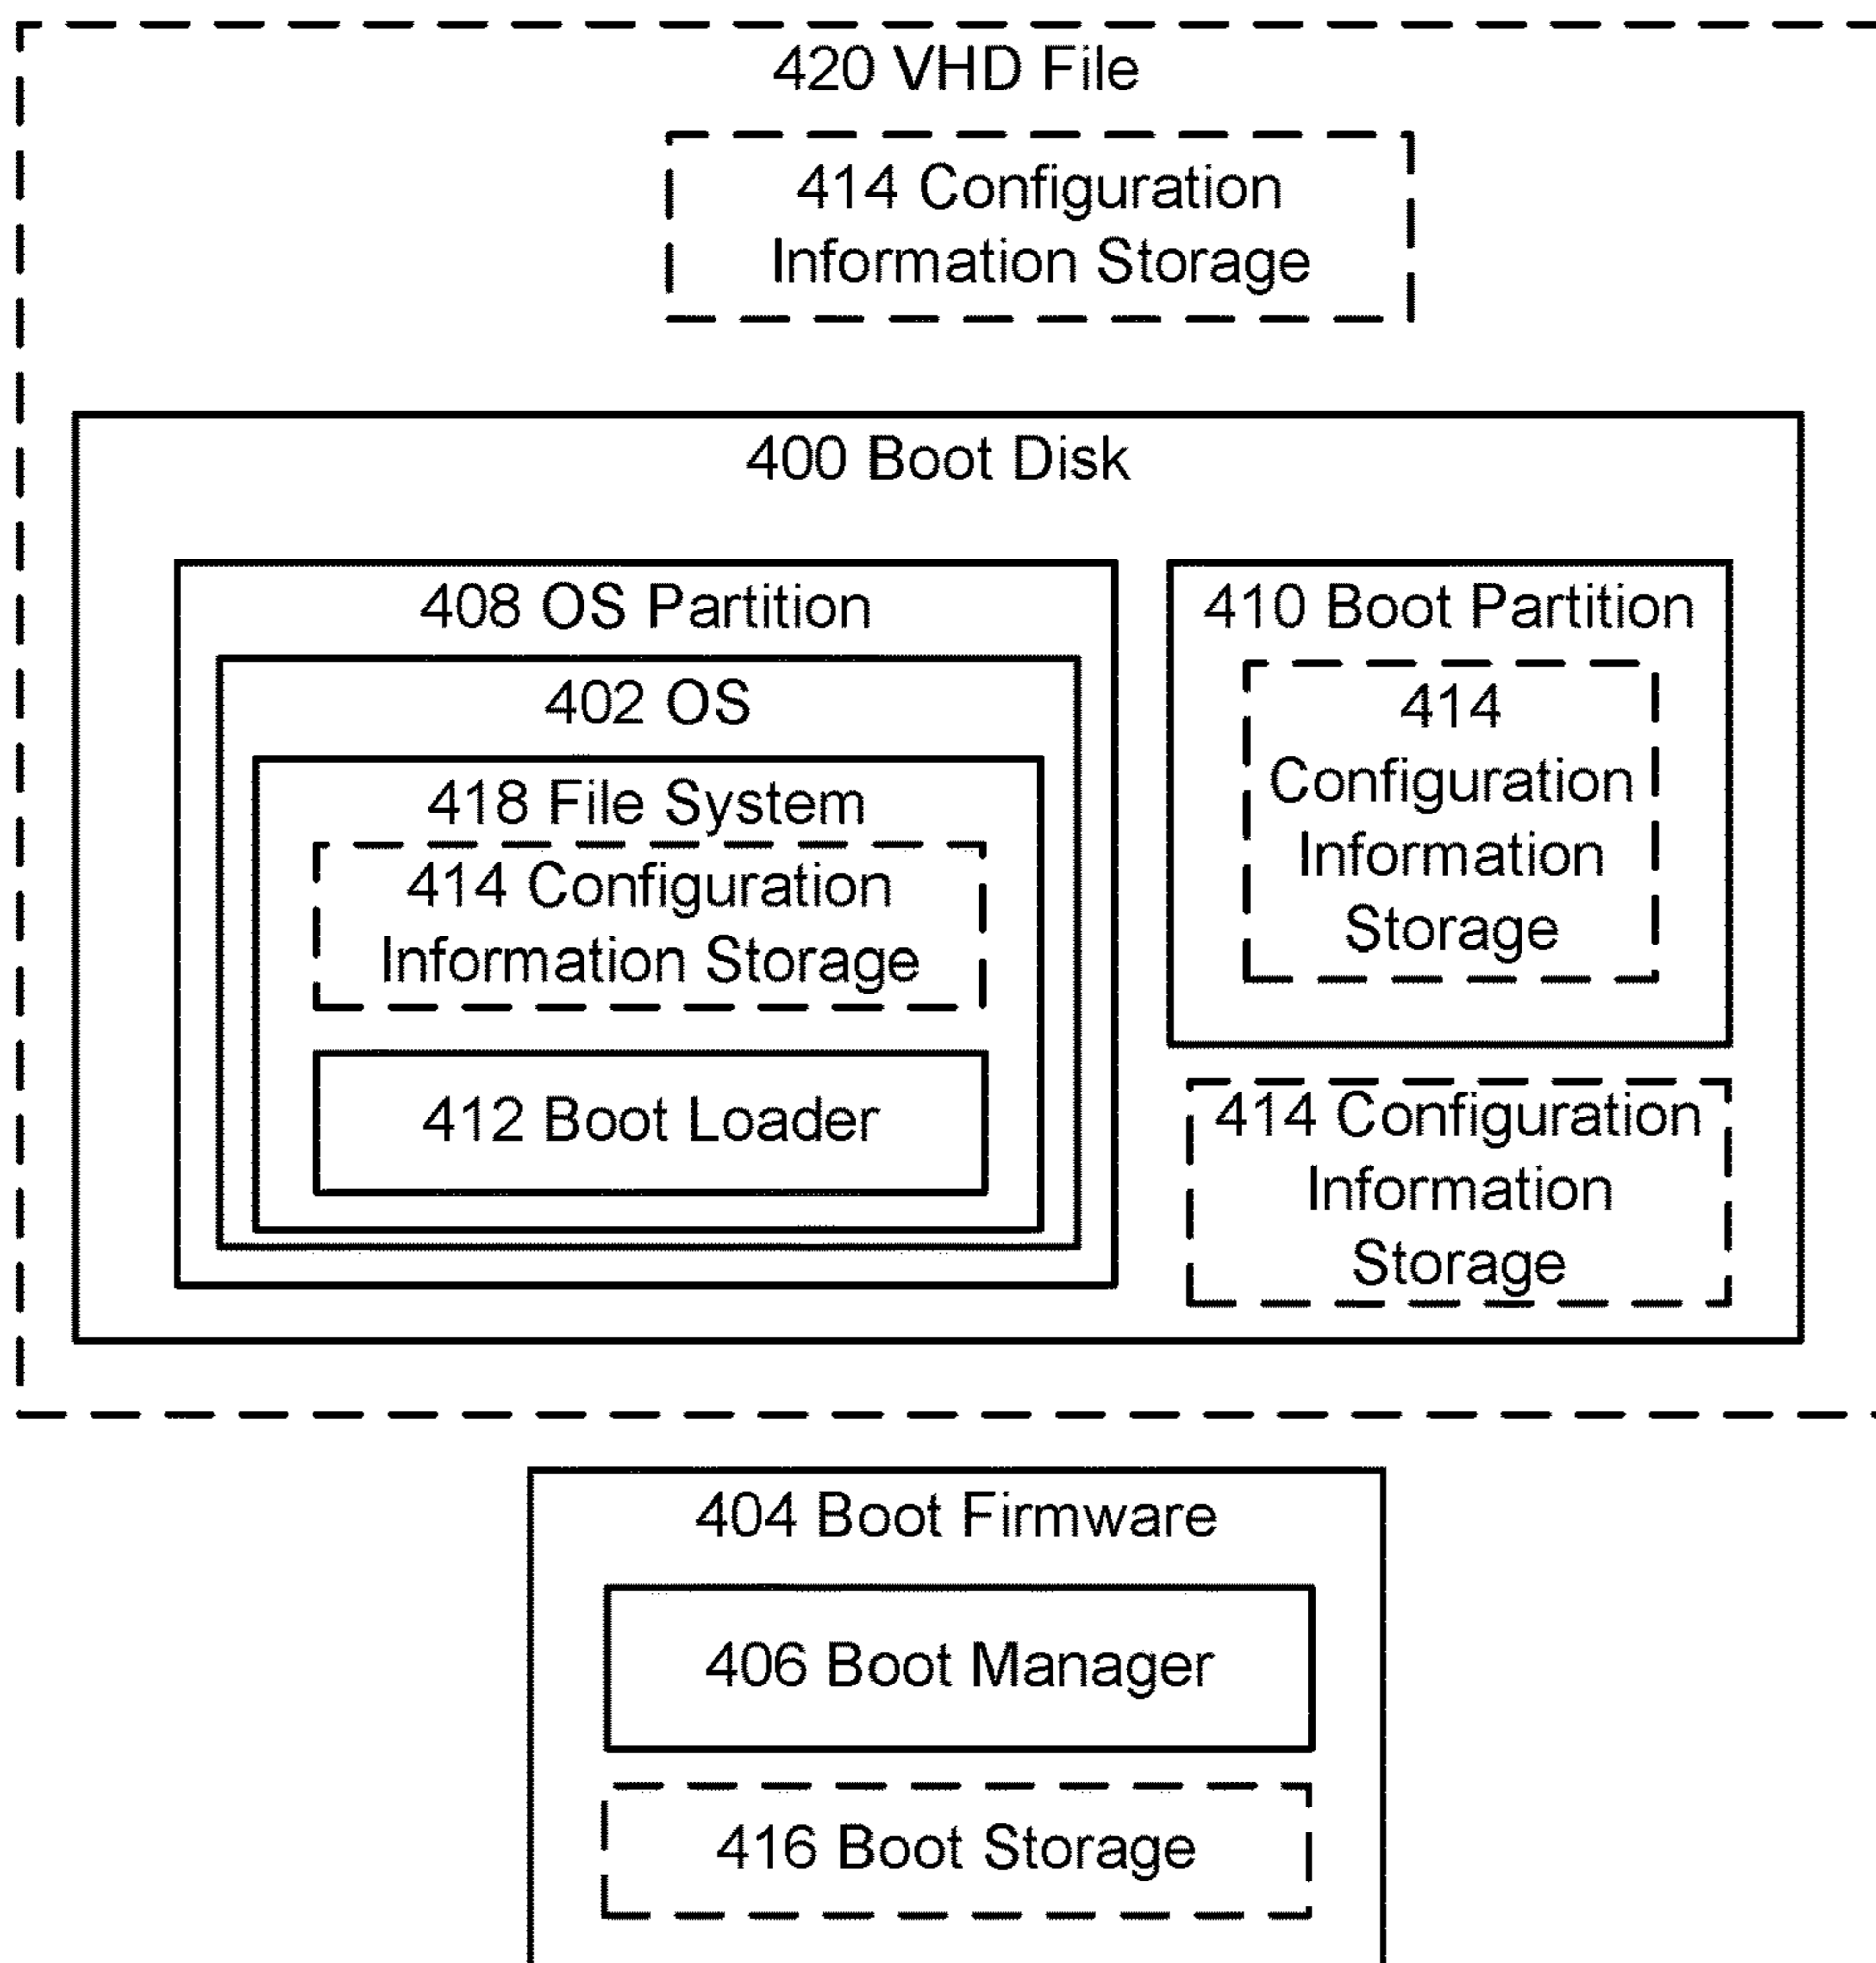 420 VHD File
414 Configuration
Information Storage
400 Boot Disk
408 OS Partition
402 OS
418 File System
414 Configuration
Information Storage
412 Boot Loader
410 Boot Partition
414
Configuration
Information
Storage
414 Configuration
Information
Storage
404 Boot Firmware
406 Boot Manager
416 Boot Storage